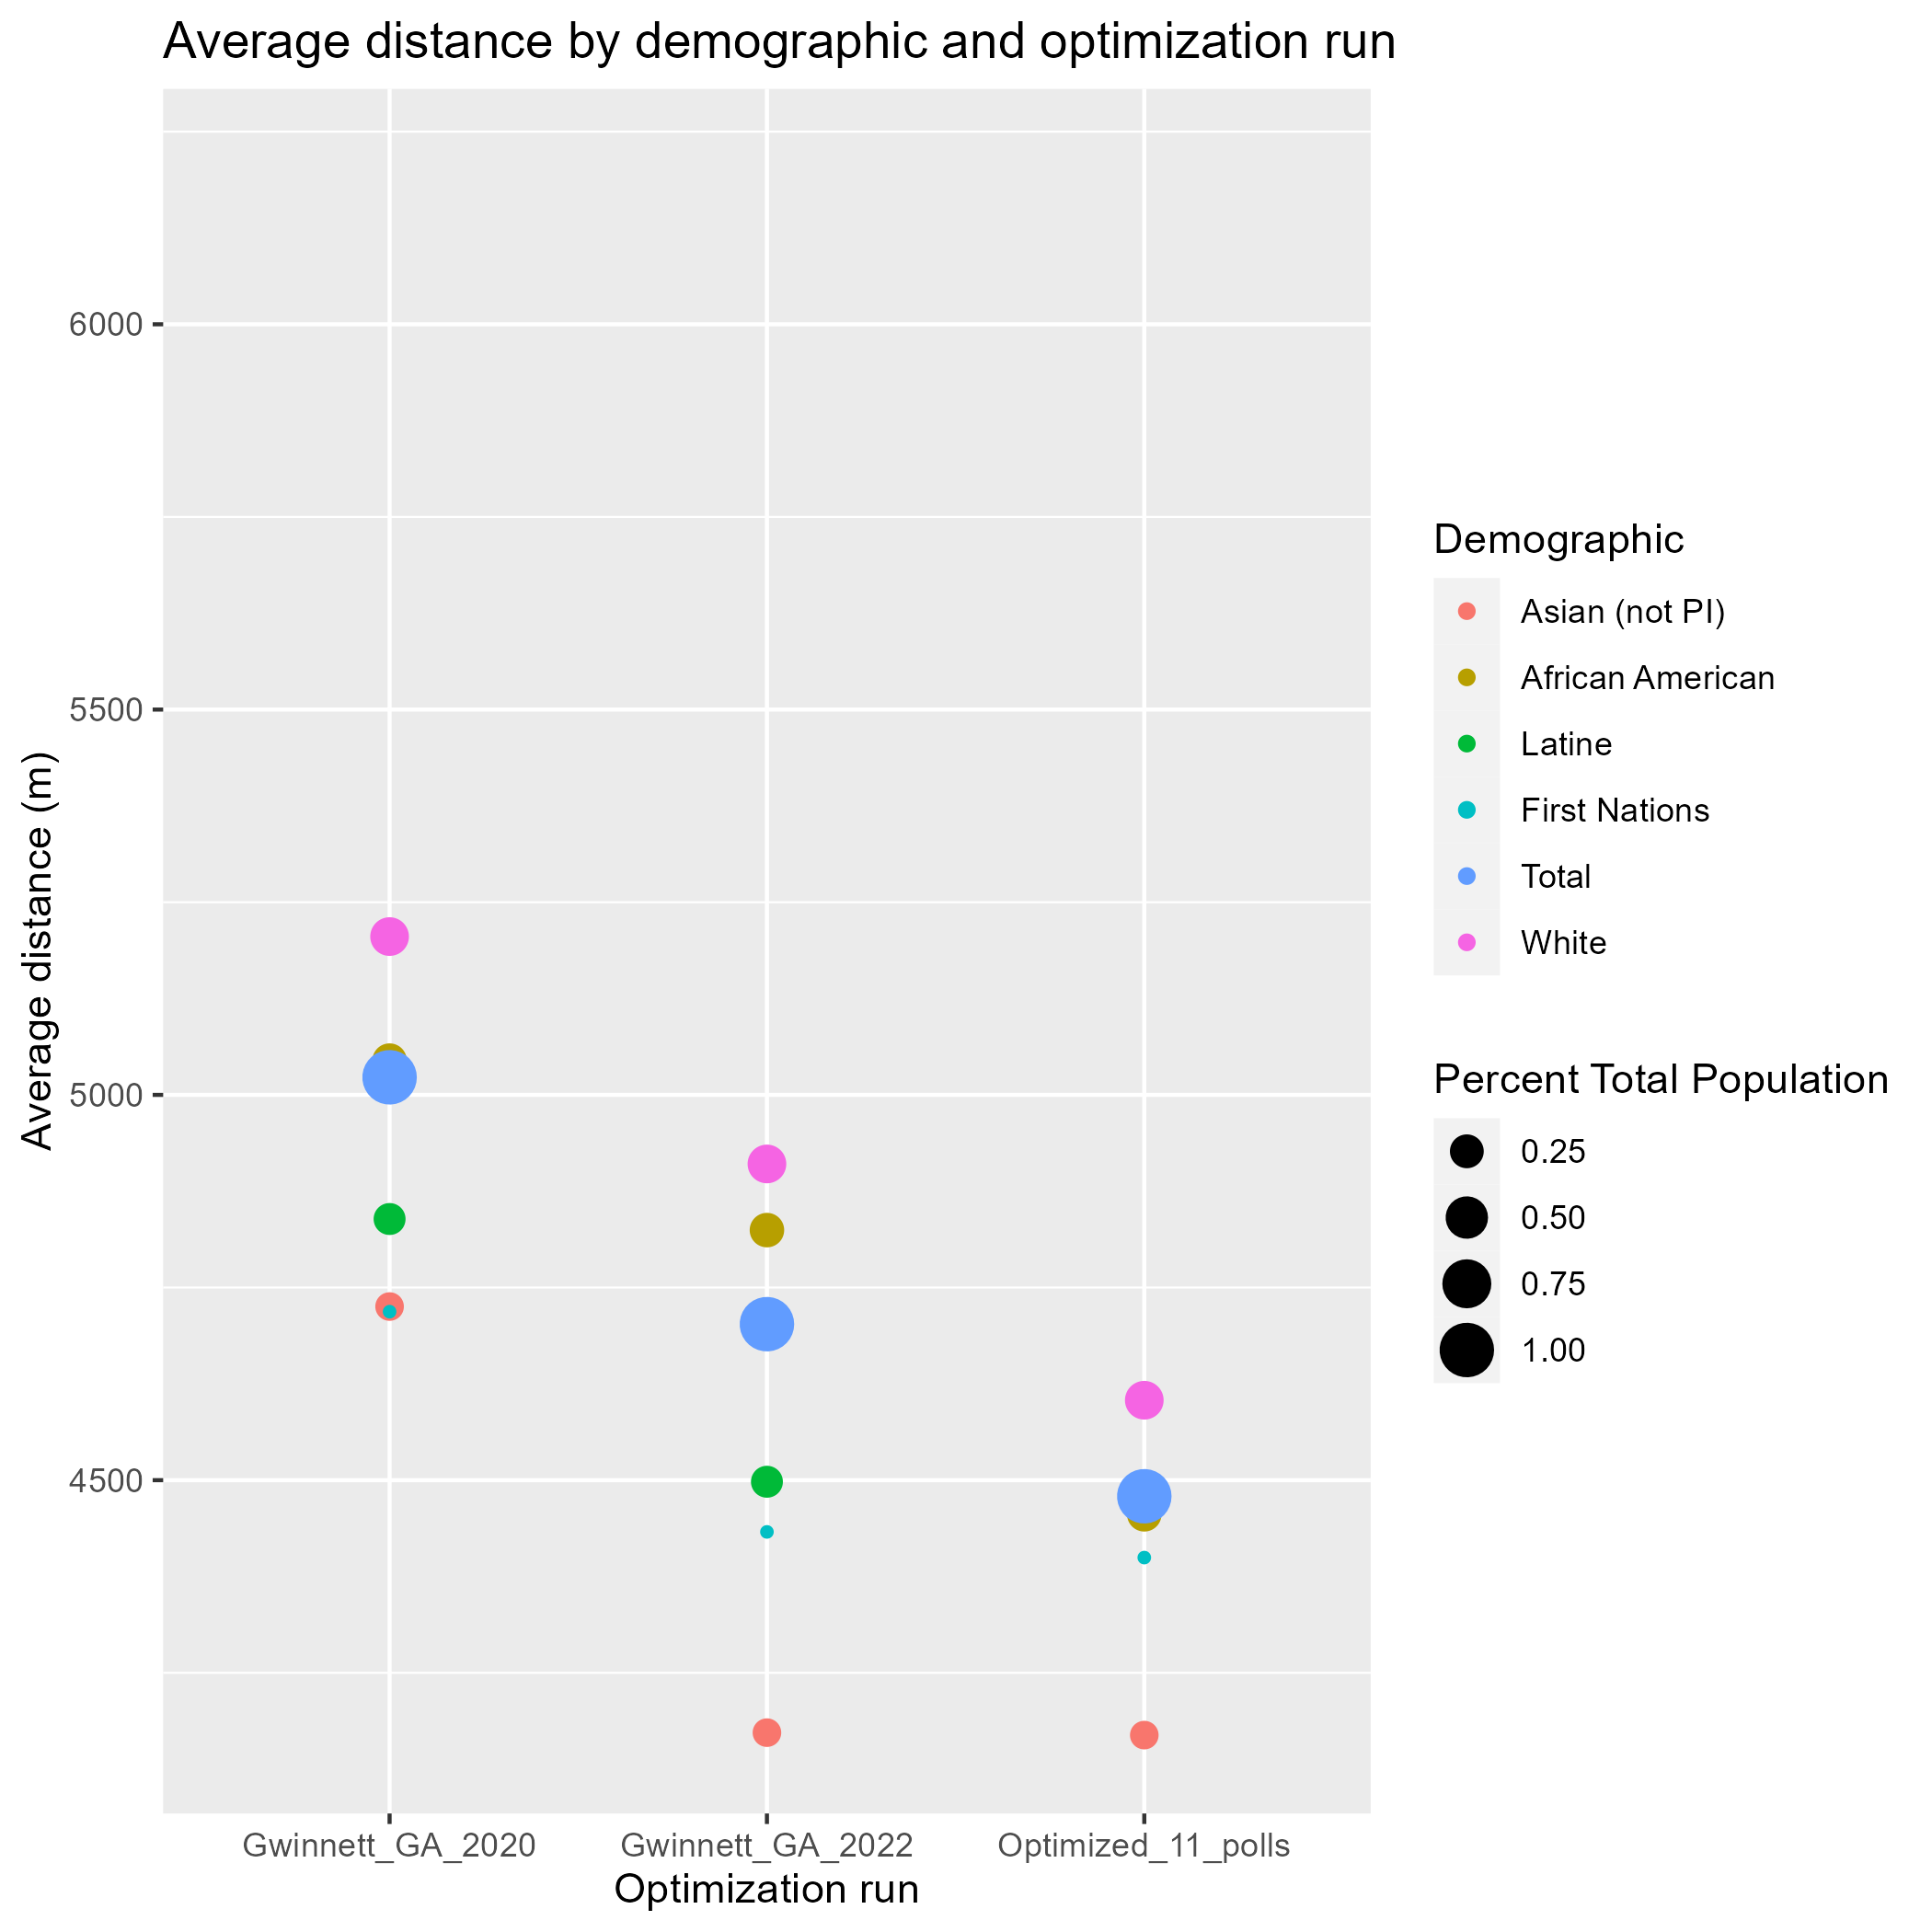 Average distance by demographic and optimization run
Average distance (m)
6000
5500
5000
4500
Gwinnett_GA_2020
Gwinnett_GA_2022
Optimized_11_polls
Optimization run
Demographic
Asian (not PI)
African American
Latine
First Nations
Total
White
Percent Total Population
0.25
0.50
0.75
1.00